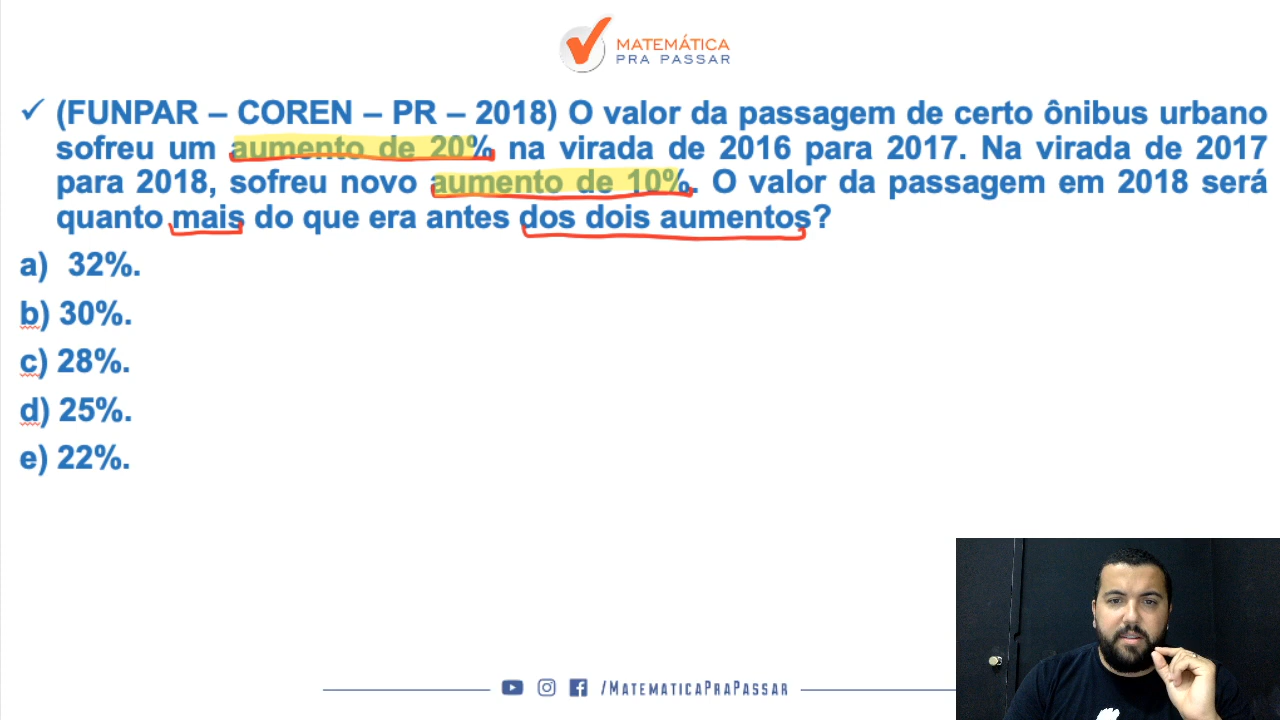 MATEMÁTICA
PRA PASSAR
✓ (FUNPAR – COREN – PR – 2018) O valor da passagem de certo ônibus urbano
sofreu um aumento de 20% na virada de 2016 para 2017. Na virada de 2017
para 2018, sofreu novo aumento de 10%. O valor da passagem em 2018 será
quanto mais do que era antes dos dois aumentos?
a) 32%.
b) 30%.
c) 28%.
d) 25%.
e) 22%.
/MATEMATICAPRAPASSAR